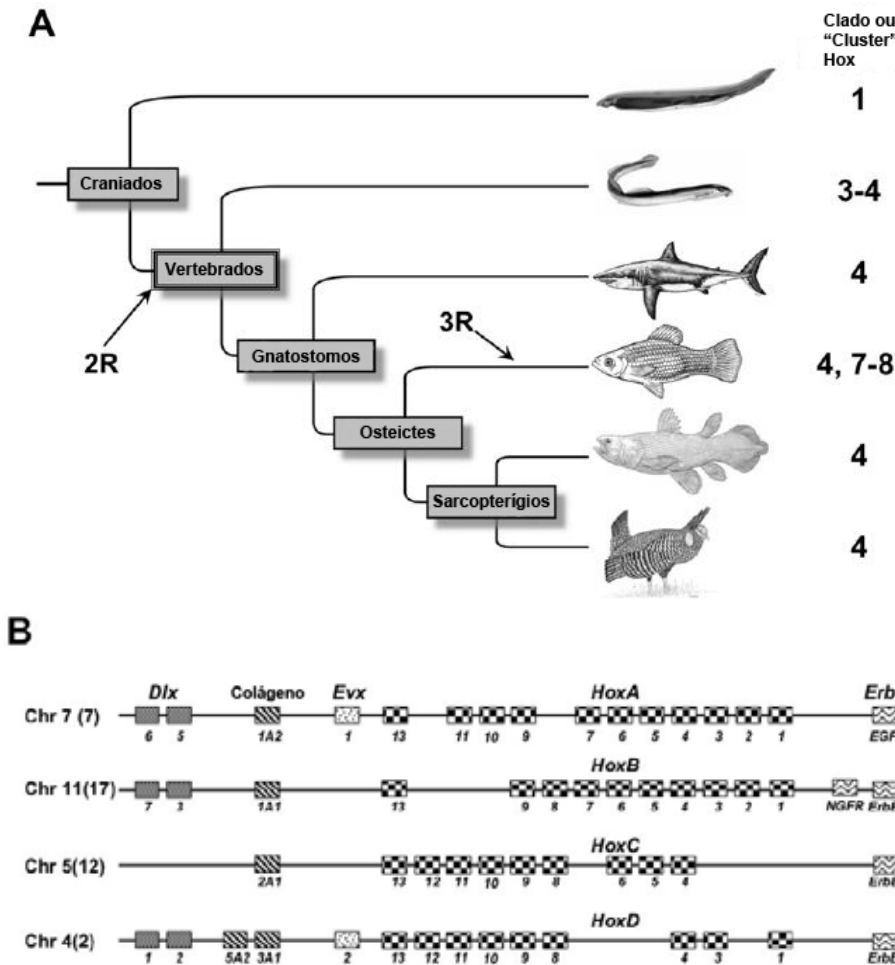 A
Clado ou
“Cluster”
Hox
1
Craniados
3-4
Vertebrados
4
2R
3R
Gnatostomos
4, 7-8
Osteictes
4
Sarcopterígios
4
B
Dlx Colágeno Evx HoxA Erb
Chr 7 (7)
6 5 1A2 1 13 11 10 9 7 6 5 4 3 2 1 EGF
HoxB
Chr 11(17)
7 3 1A1 13 9 8 7 6 5 4 3 2 1 NGFR
HoxC
Chr 5(12)
2A1 13 12 11 10 9 8 6 5 4
HoxD
Chr 4(2)
1 2 5A2 3A1 2 13 12 11 10 9 8 4 3 1